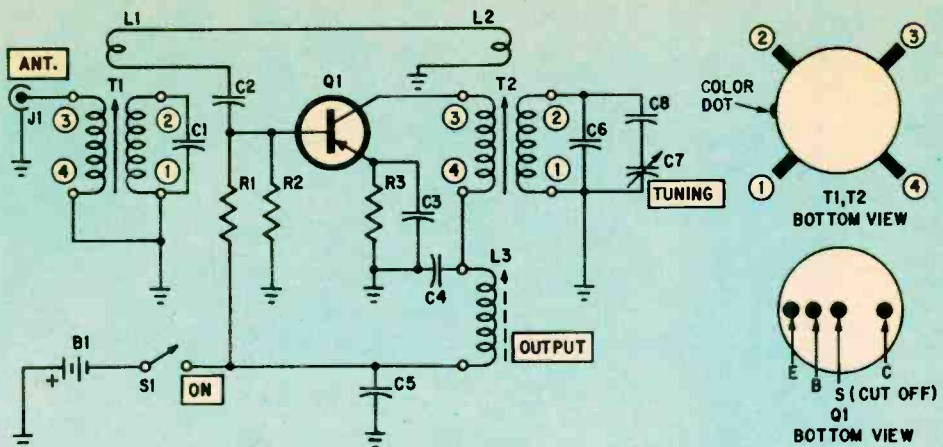 L1
L2
ANT.
J1
T1
3
4
2
1
C1
C2
Q1
R1
R2
R3
C3
C4
T2
3
4
2
1
C6
C8
C7
TUNING
L3
OUTPUT
B1
+
S1
ON
C5
2
3
COLOR
DOT
1
4
T1,T2
BOTTOM VIEW
E
B
S (CUT OFF)
C
Q1
BOTTOM VIEW